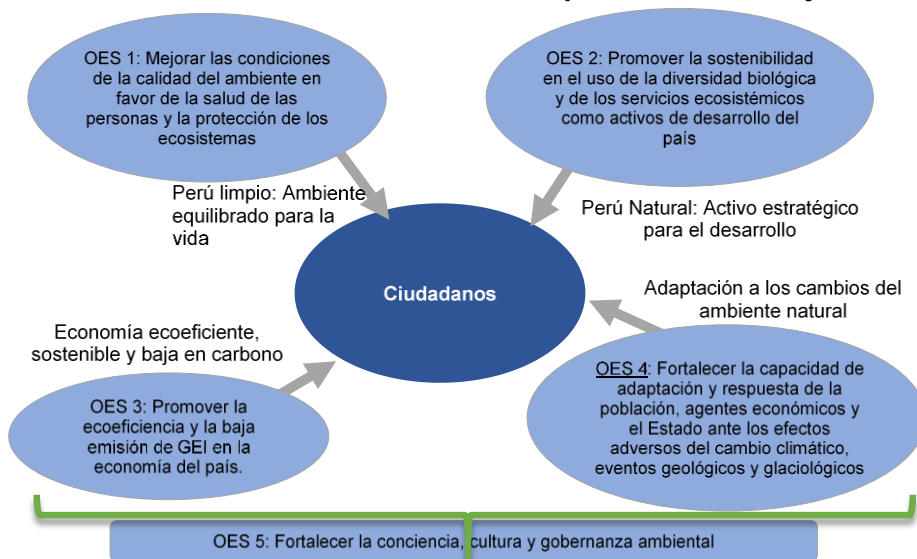 OES 1: Mejorar las condiciones
de la calidad del ambiente en
favor de la salud de las
personas y la protección de los
ecosistemas
OES 2: Promover la sostenibilidad
en el uso de la diversidad biológica
y de los servicios ecosistémicos
como activos de desarrollo del
país
Perú limpio: Ambiente
equilibrado para la
vida
Perú Natural: Activo estratégico
para el desarrollo
Ciudadanos
Adaptación a los cambios del
ambiente natural
Economía ecoeficiente,
sostenible y baja en carbono
OES 3: Promover la
ecoeficiencia y la baja
emisión de GEI en la
economía del país.
OES 4: Fortalecer la capacidad de
adaptación y respuesta de la
población, agentes económicos y
el Estado ante los efectos
adversos del cambio climático,
eventos geológicos y glaciológicos
OES 5: Fortalecer la conciencia, cultura y gobernanza ambiental